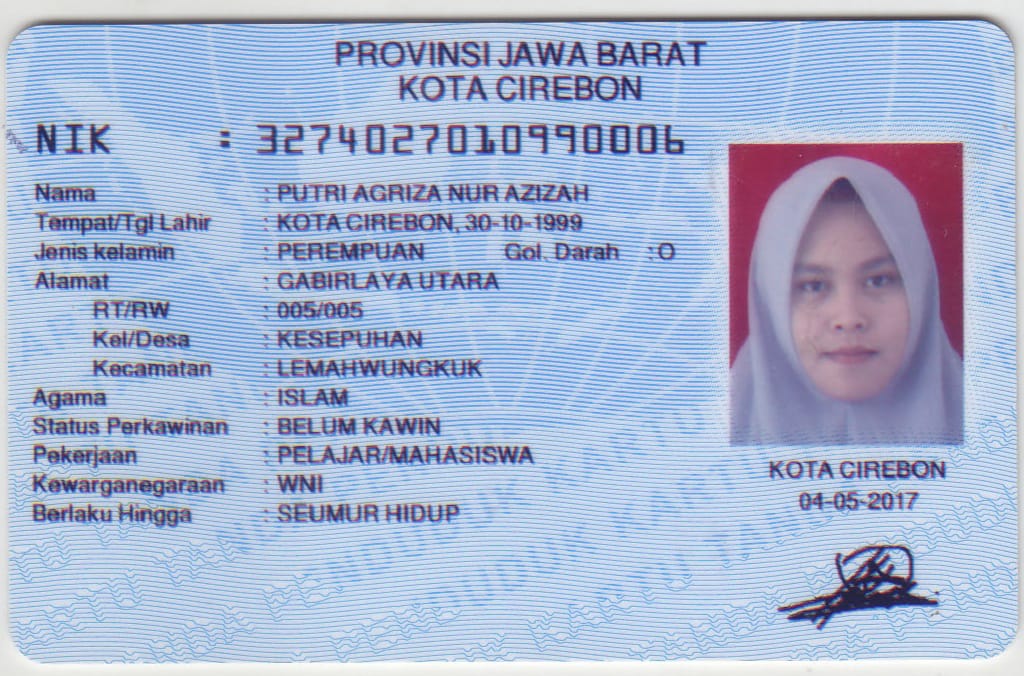 PROVINSI JAWA BARAT
KOTA CIREBON
NIK : 3274027010990006
Nama : PUTRI AGRIZA NUR AZIZAH
Tempat/Tgl Lahir : KOTA CIREBON, 30-10-1999
Jenis kelamin : PEREMPUAN Gol. Darah : O
Alamat : GABIRLAYA UTARA
RT/RW : 005/005
Kel/Desa : KESEPUHAN
Kecamatan : LEMAHWUNGKUK
Agama : ISLAM
Status Perkawinan : BELUM KAWIN
Pekerjaan : PELAJAR/MAHASISWA
Kewarganegaraan : WNI
Berlaku Hingga : SEUMUR HIDUP
KOTA CIREBON
04-05-2017